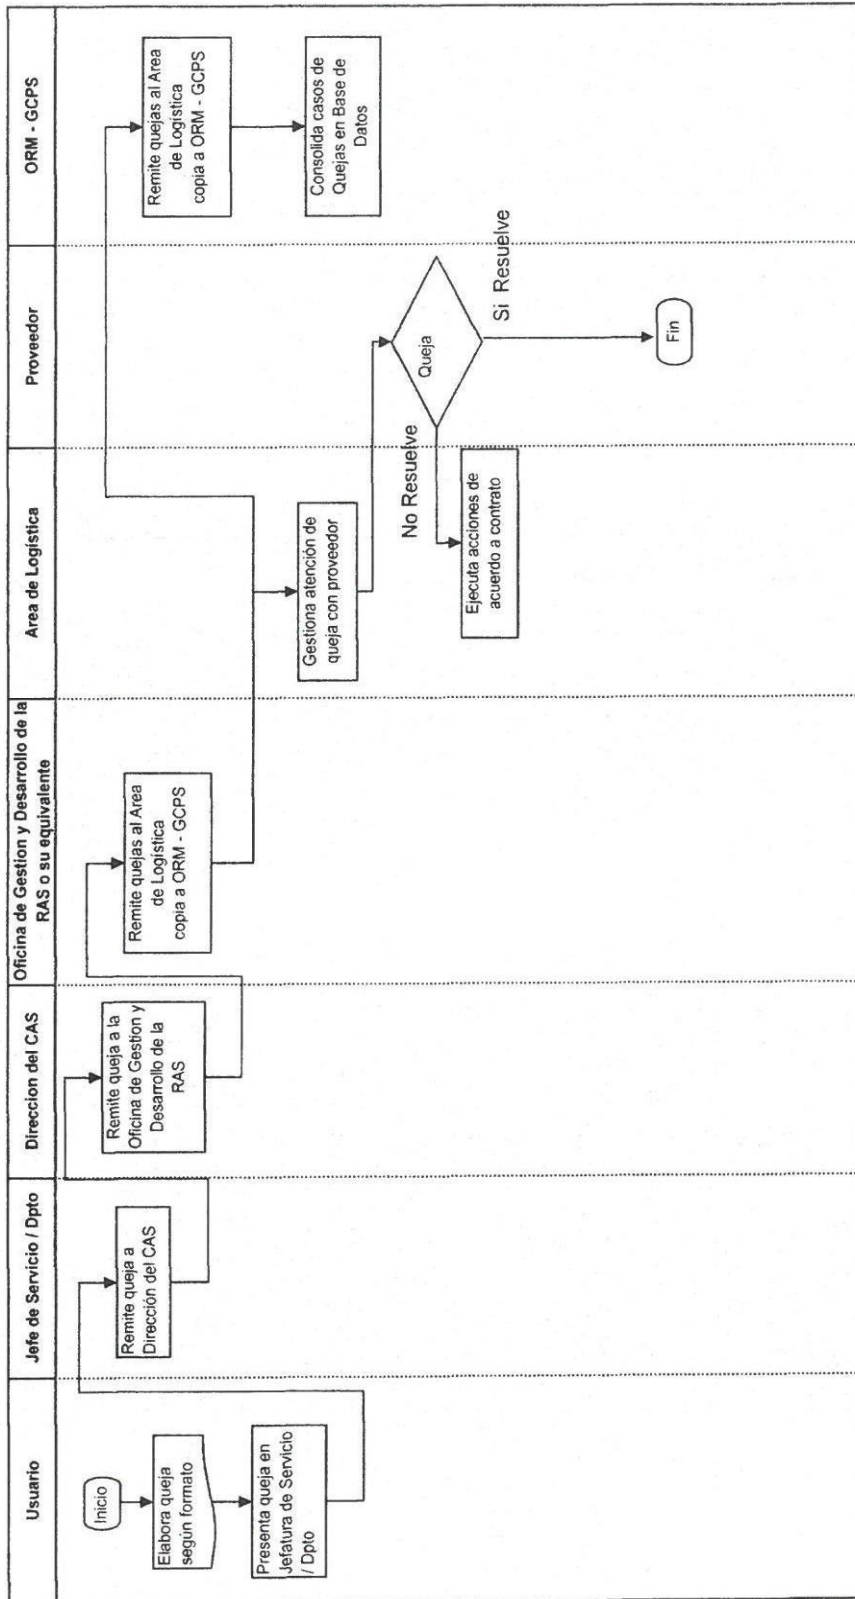 Usuario
Jefe de Servicio / Dpto
Direccion del CAS
Oficina de Gestion y Desarrollo de la
RAS o su equivalente
Area de Logística
Proveedor
ORM - GCPS
Inicio
Elabora queja
según formato
Presenta queja en
Jefatura de Servicio
/ Dpto
Remite queja a
Dirección del CAS
Remite queja a la
Oficina de Gestion y
Desarrollo de la
RAS
Remite quejas al Area
de Logística
copia a ORM - GCPS
Gestiona atención de
queja con proveedor
No Resuelve
Ejecuta acciones de
acuerdo a contrato
Queja
Si Resuelve
Fin
Remite quejas al Area
de Logística
copia a ORM - GCPS
Consolida casos de
Quejas en Base de
Datos